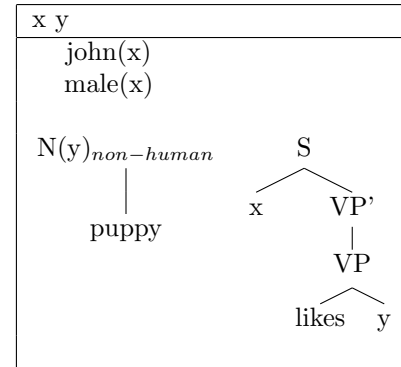 x y
john(x)
male(x)
N(y)non−human S
puppy x VP'
VP
likes y